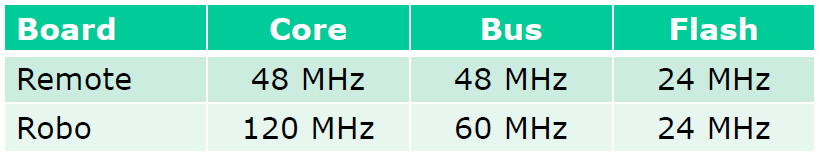 Board Core Bus Flash
Remote 48 MHz 48 MHz 24 MHz
Robo 120 MHz 60 MHz 24 MHz